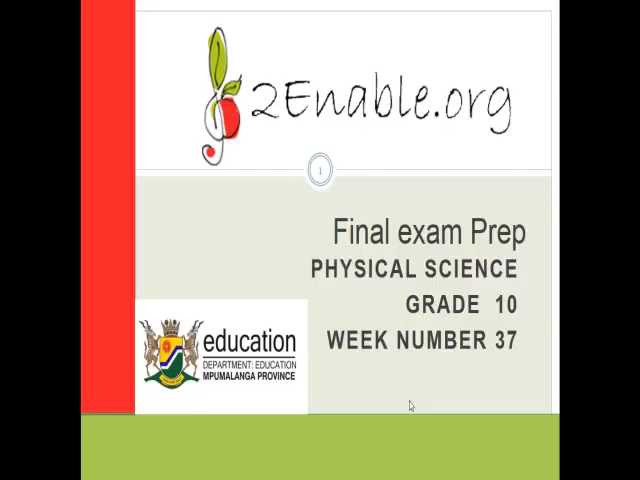 2Enable.org
1
Final exam Prep
PHYSICAL SCIENCE
GRADE 10
WEEK NUMBER 37
education
DEPARTMENT: EDUCATION
MPUMALANGA PROVINCE